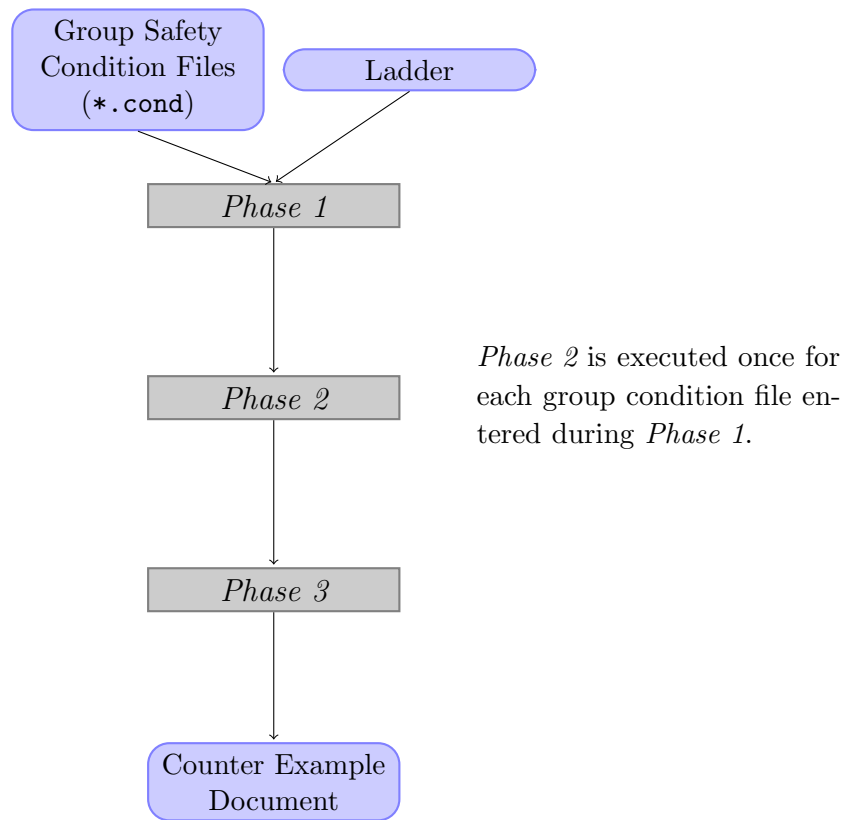 Group Safety
Condition Files
(*.cond)
Ladder
Phase 1
Phase 2
Phase 2 is executed once for
each group condition file en-
tered during Phase 1.
Phase 3
Counter Example
Document